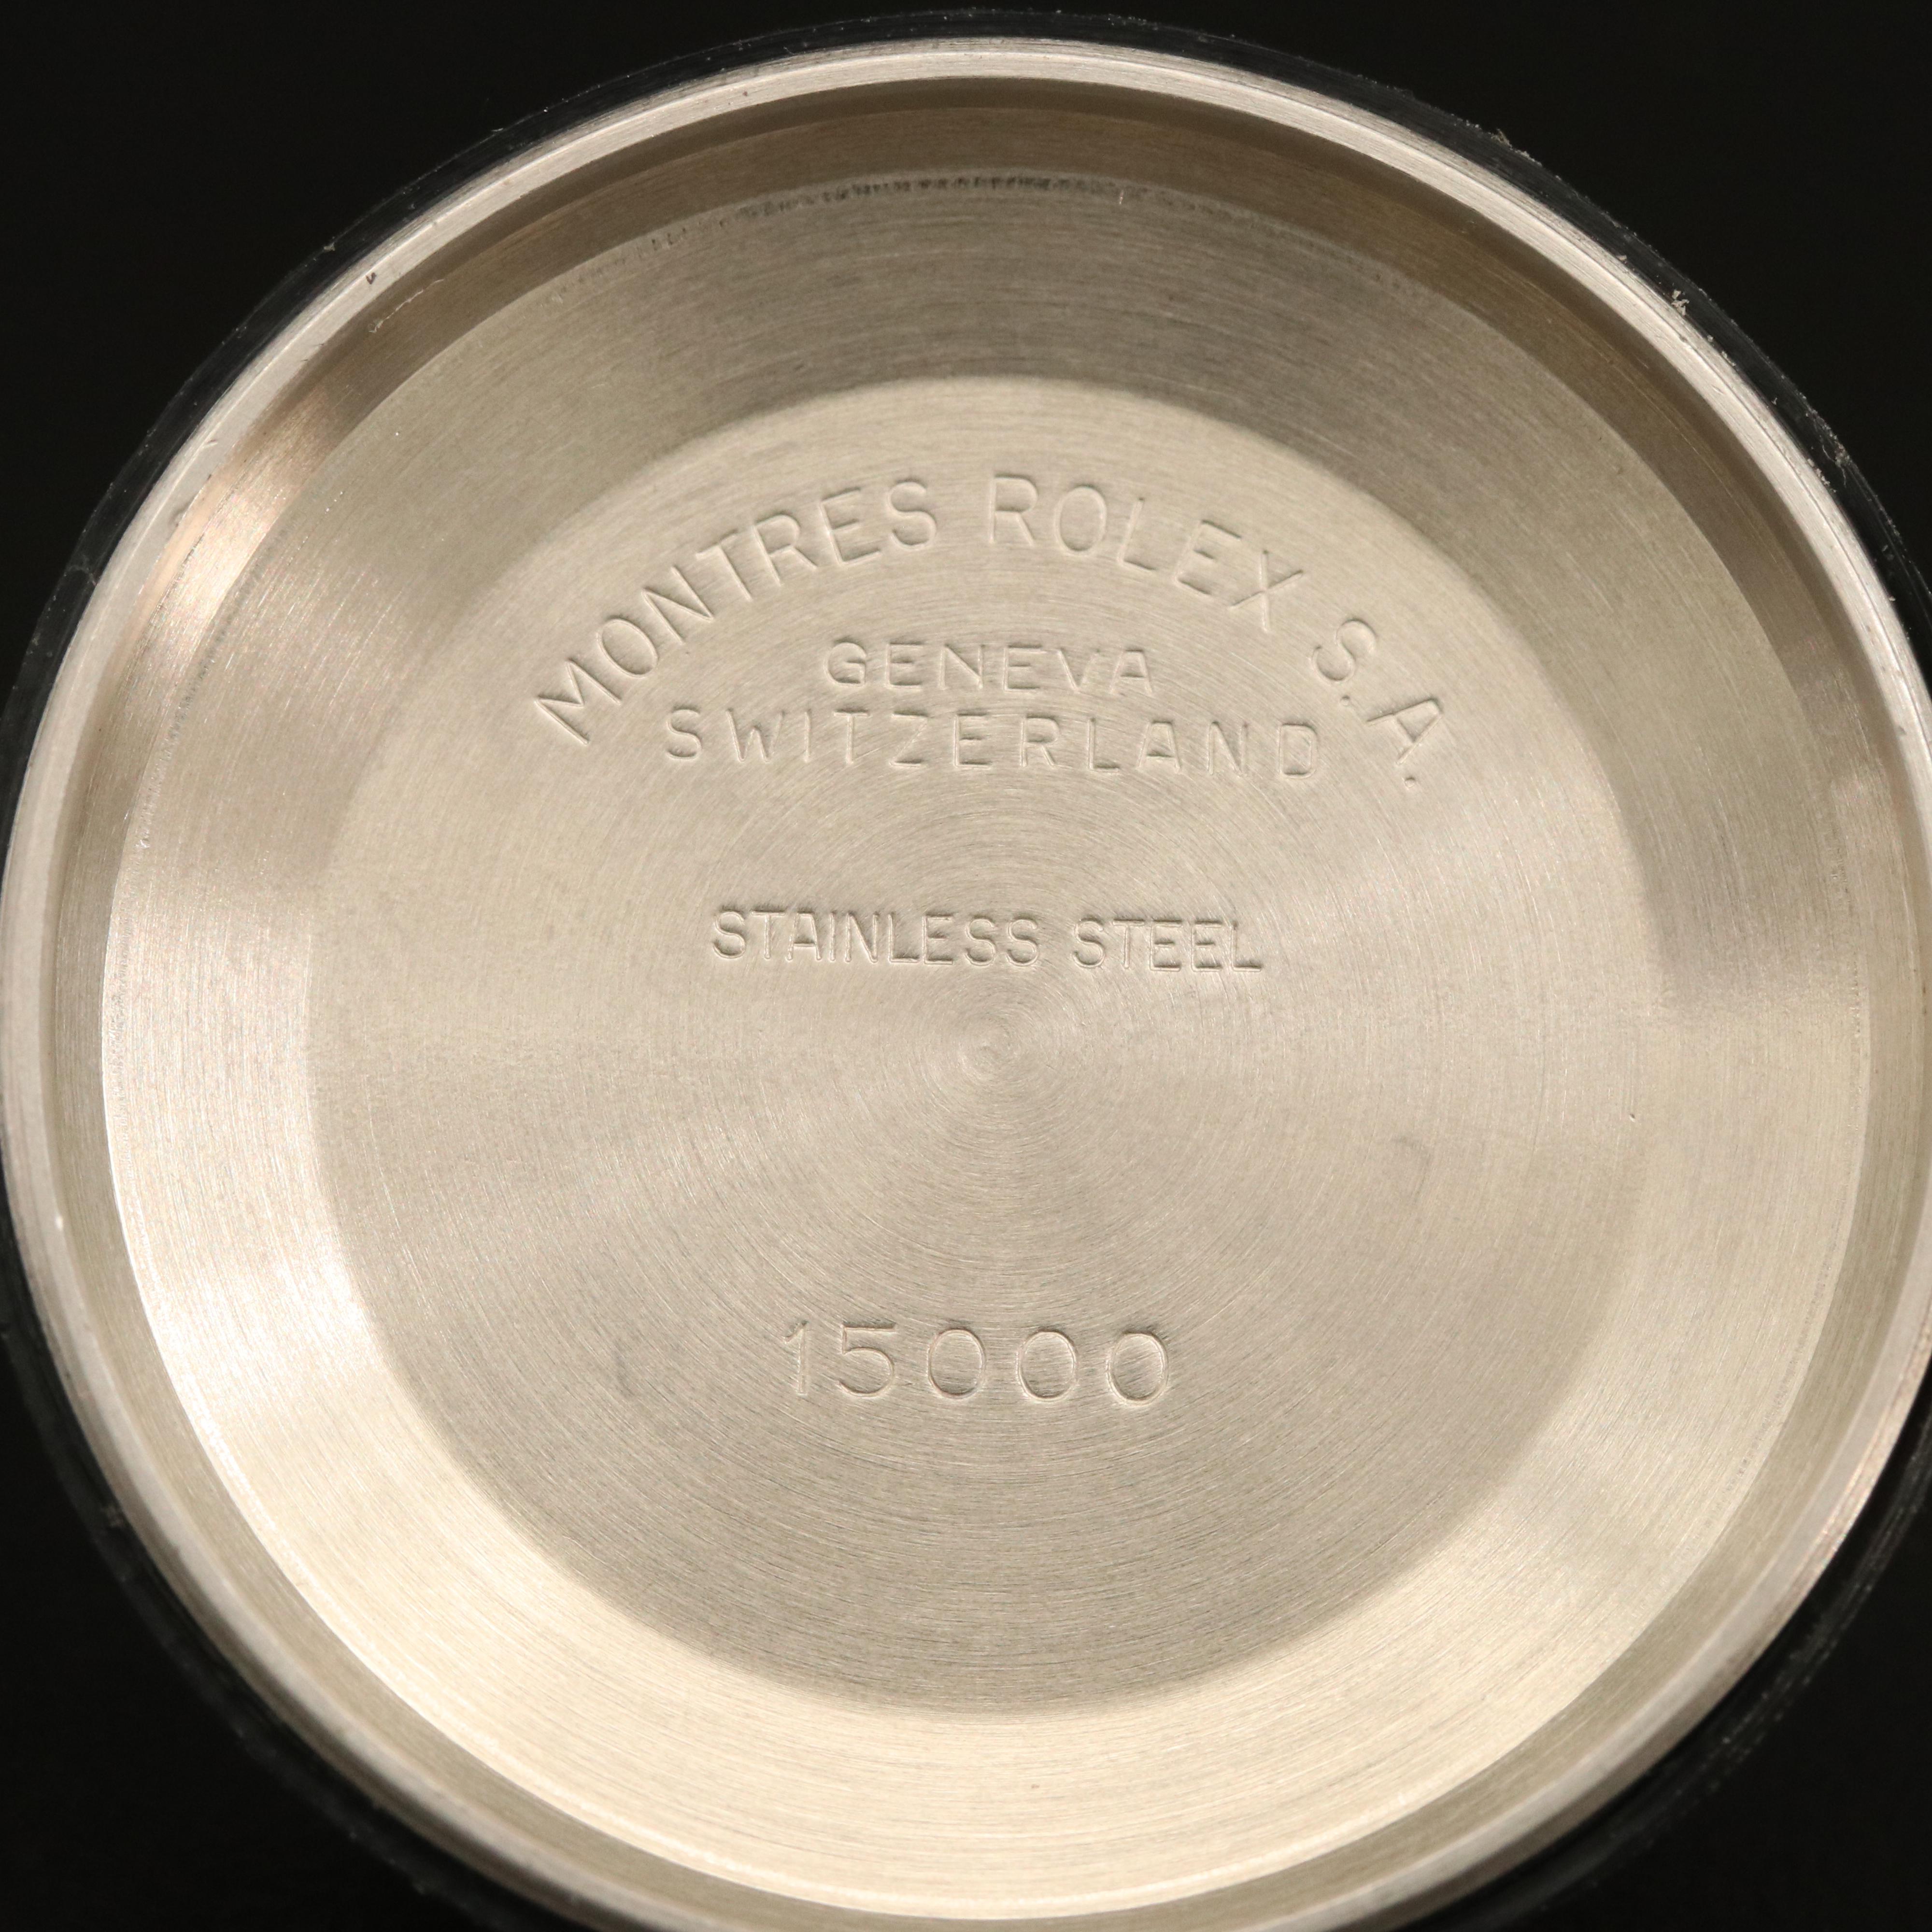 MONTRES ROLEX S.A.
GENEVA
SWITZERLAND
STAINLESS STEEL
15000